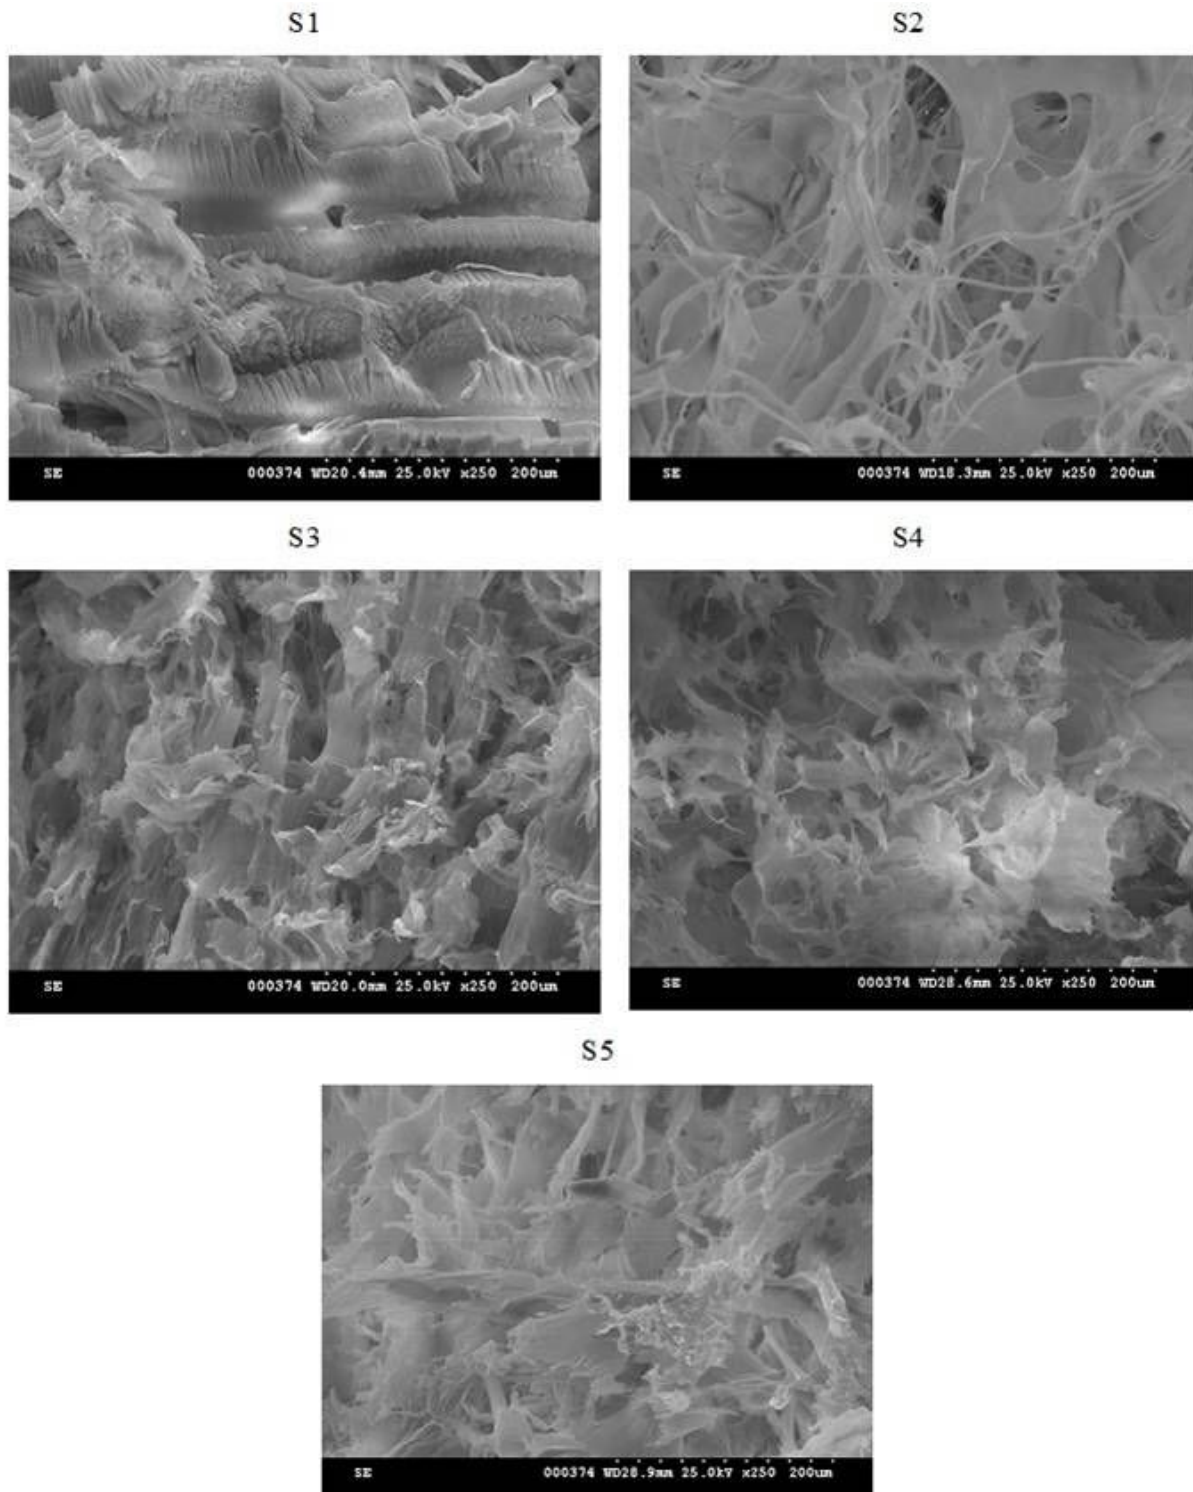 S1
S2
SE 000374 WD20.4mm 25.0kV x250 200um
SE 000374 WD18.3mm 25.0kV x250 200um
S3
S4
SE 000374 WD20.0mm 25.0kV x250 200um
SE 000374 WD28.6mm 25.0kV x250 200um
S5
SE 000374 WD28.9mm 25.0kV x250 200um